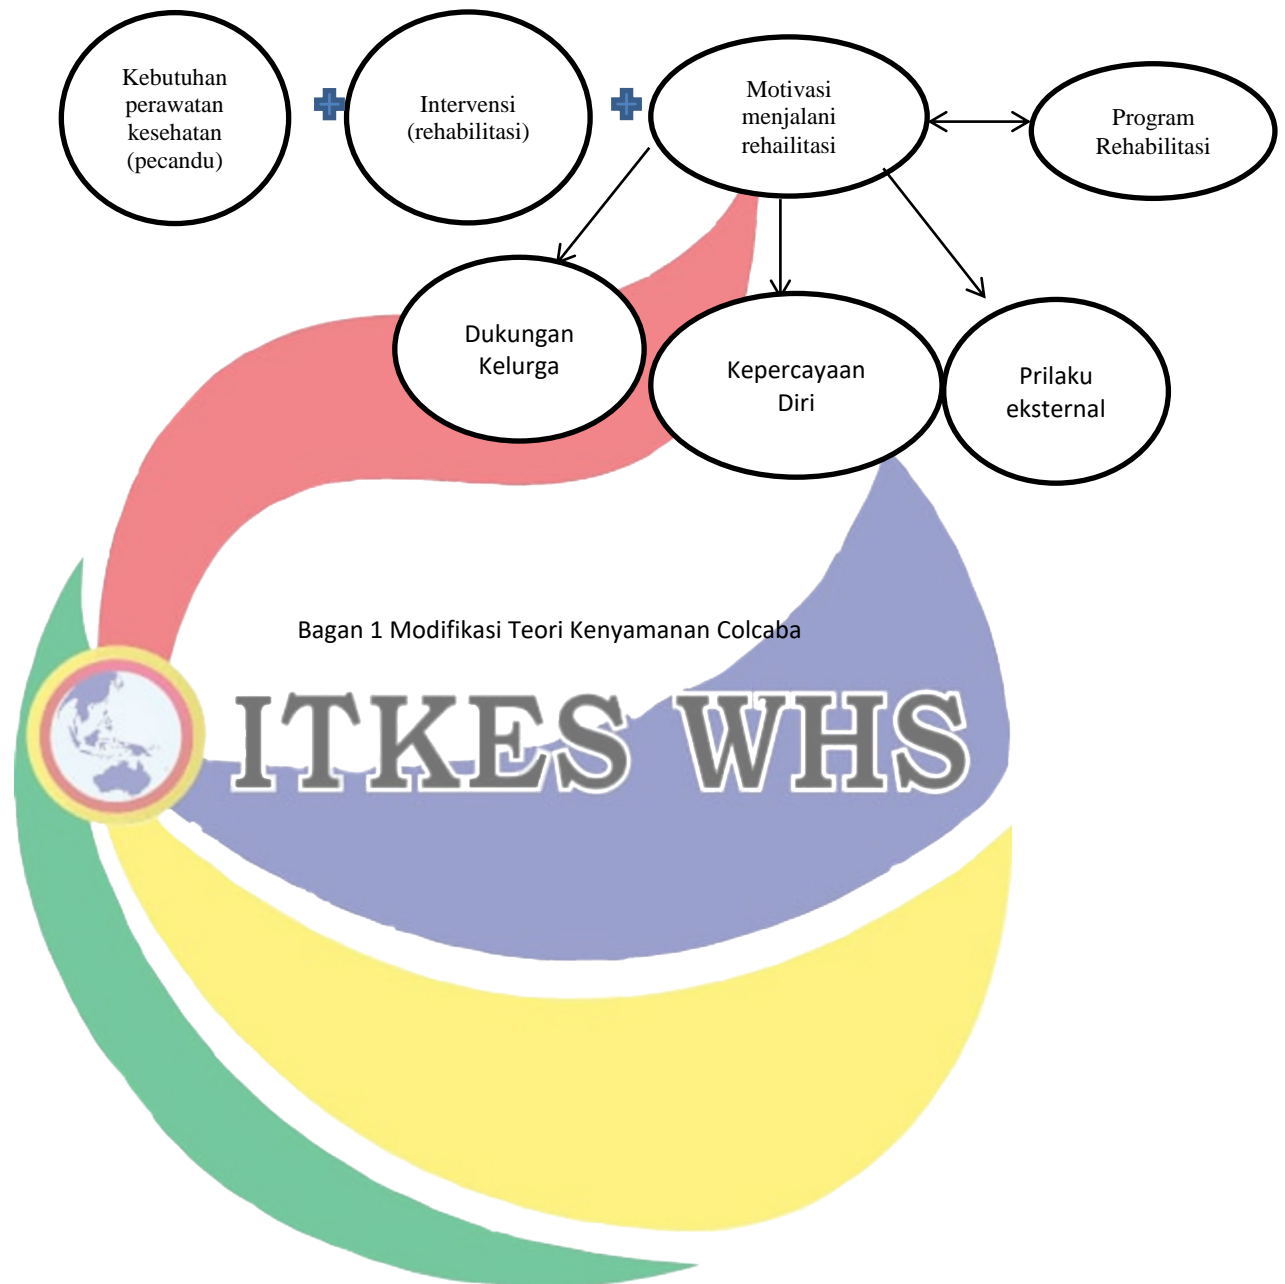 Kebutuhan
perawatan
kesehatan
(pecandu)
Intervensi
(rehabilitasi)
Motivasi
menjalani
rehailitasi
Program
Rehabilitasi
Dukungan
Kelurga
Kepercayaan
Diri
Prilaku
eksternal
Bagan 1 Modifikasi Teori Kenyamanan Colcaba
ITKES WHS